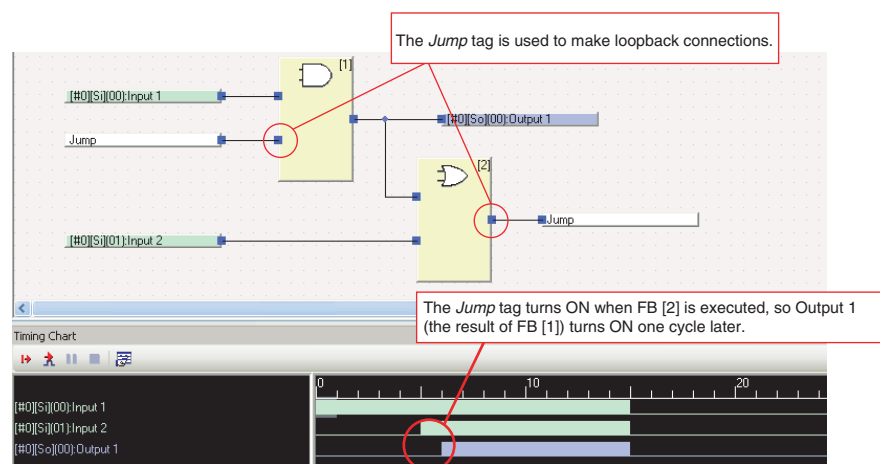 The Jump tag is used to make loopback connections.
[1]
[#0][Si](00):Input 1
[#0][So](00):Output 1
Jump
[2]
Jump
[#0][Si](01):Input 2
The Jump tag turns ON when FB [2] is executed, so Output 1
(the result of FB [1]) turns ON one cycle later.
Timing Chart
0 10 20
[#0][Si](00):Input 1
[#0][Si](01):Input 2
[#0][So](00):Output 1